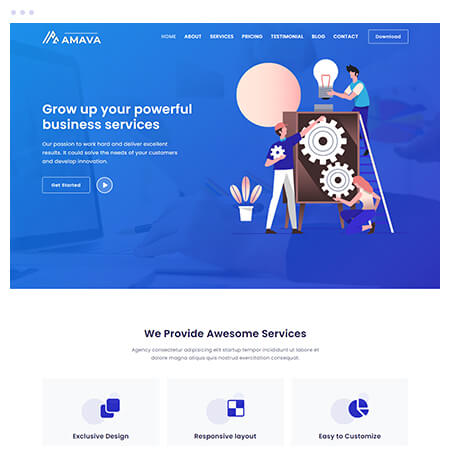 AMAVA
HOME ABOUT SERVICES PRICING TESTIMONIAL BLOG CONTACT Download
Grow up your powerful
business services
Our passion to work hard and deliver excellent
results. It could solve the needs of your customers
and develop innovation.
Get Started
We Provide Awesome Services
Agency consectetur adipiscing elit startup tempor incididunt ut labore et
dolore magna aliqua quis nostrud exercitation consequat.
Exclusive Design Responsive layout Easy to Customize